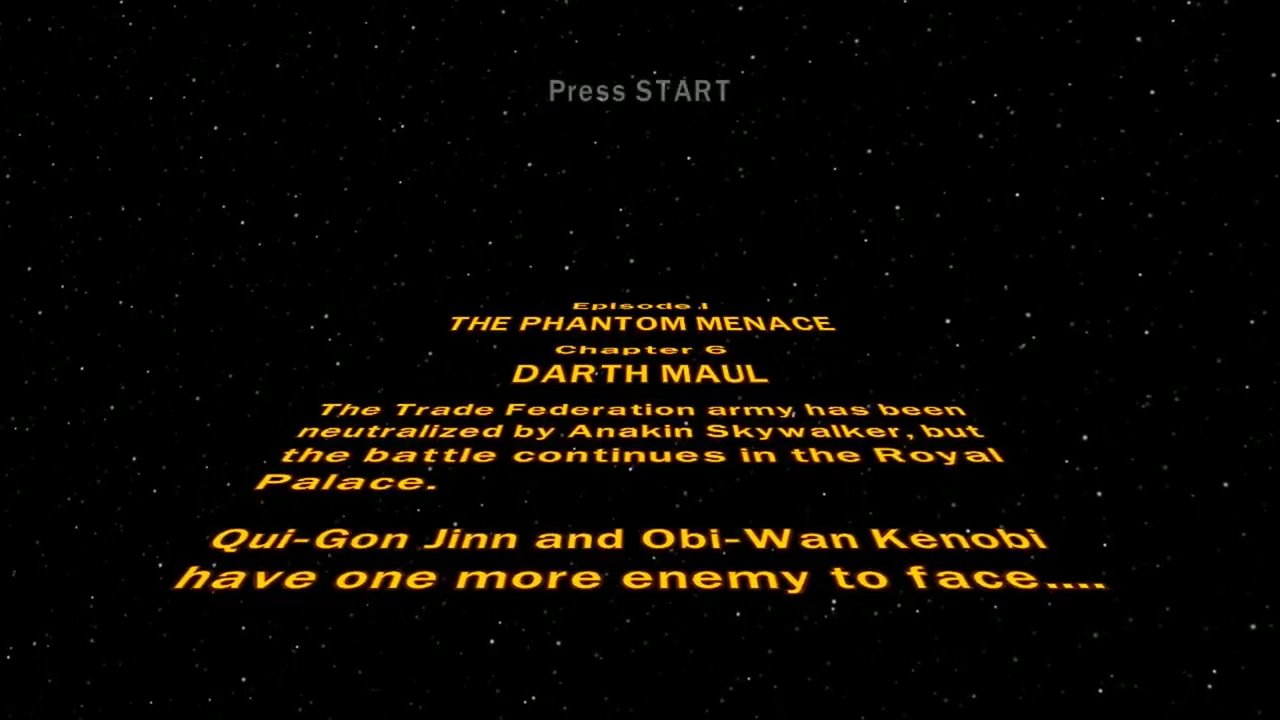 Press START
Episode I
THE PHANTOM MENACE
Chapter 6
DARTH MAUL
The Trade Federation army, has been
neutralized by Anakin Skywalker, but
the battle continues in the Royal
Palace.
Qui-Gon Jinn and Obi-Wan Kenobi
have one more enemy to face....